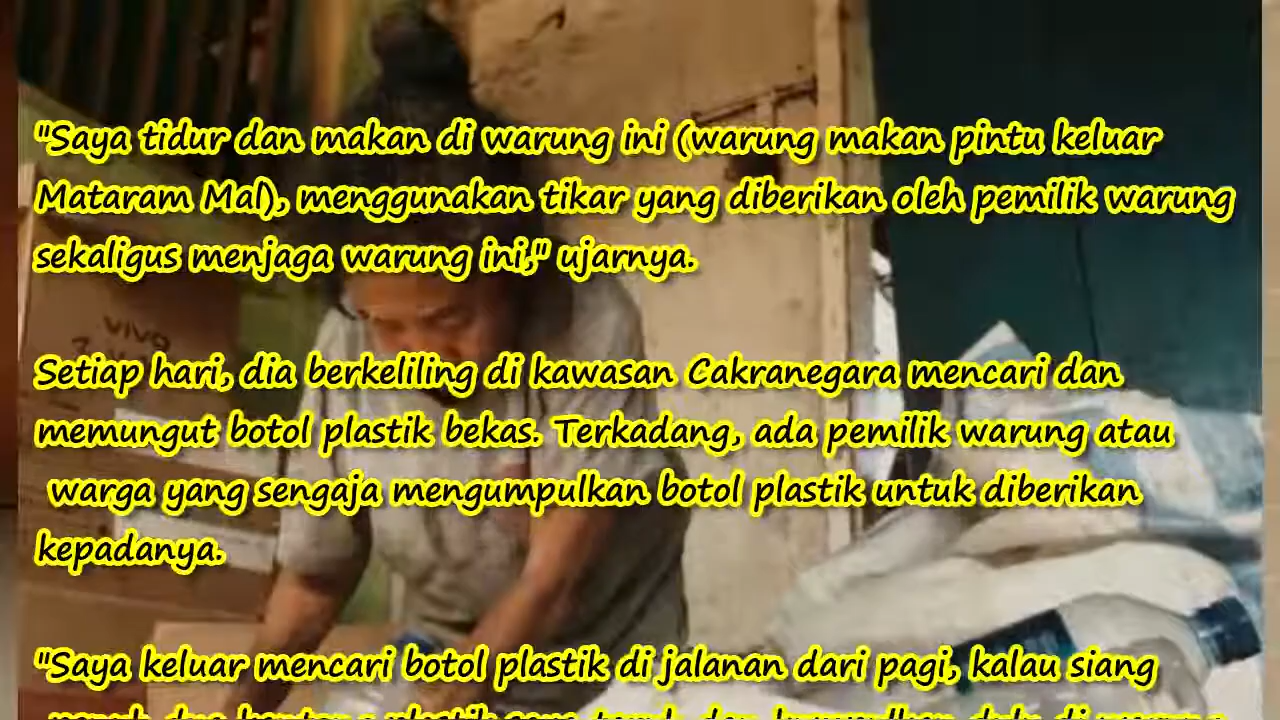 "Saya tidur dan makan di warung ini (warung makan pintu keluar
Mataram Mal), menggunakan tikar yang diberikan oleh pemilik warung
sekaligus menjaga warung ini," ujarnya.
Setiap hari, dia berkeliling di kawasan Cakranegara mencari dan
memungut botol plastik bekas. Terkadang, ada pemilik warung atau
warga yang sengaja mengumpulkan botol plastik untuk diberikan
kepadanya.
"Saya keluar mencari botol plastik di jalanan dari pagi, kalau siang
VIVO